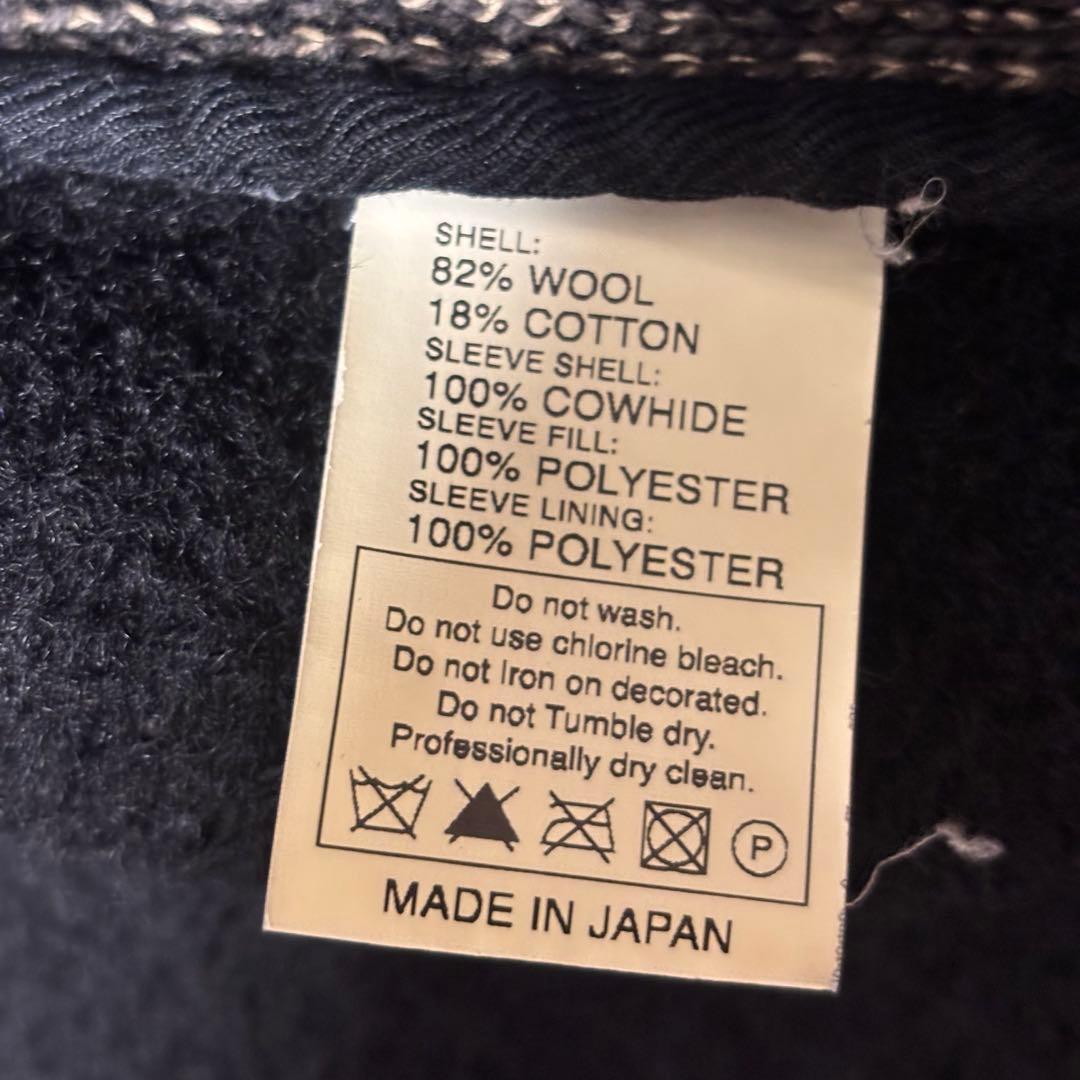 SHELL:
82% WOOL
18% COTTON
SLEEVE SHELL:
100% COWHIDE
SLEEVE FILL:
100% POLYESTER
SLEEVE LINING:
100% POLYESTER
Do not wash.
Do not use chlorine bleach.
Do not Iron on decorated.
Do not Tumble dry.
Professionally dry clean.
P
MADE IN JAPAN